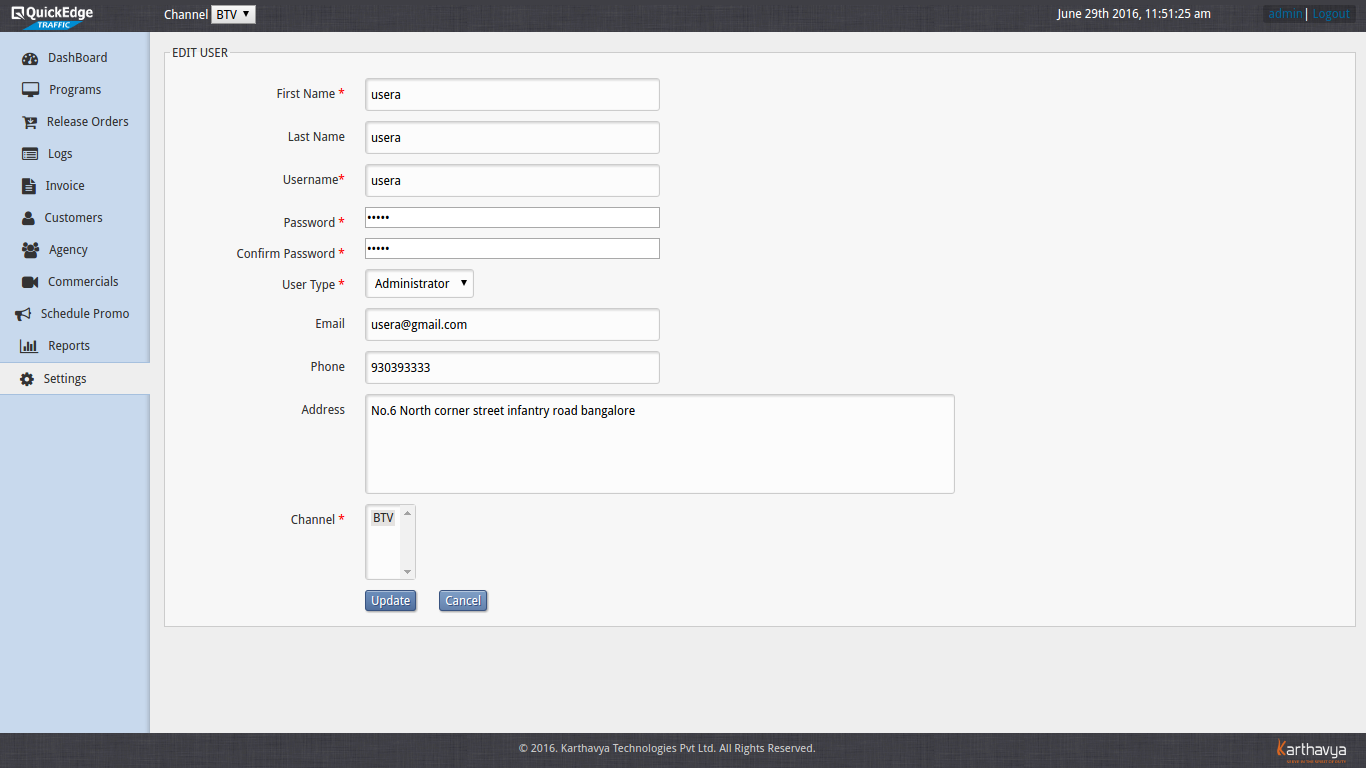 QuickEdge
TRAFFIC
Channel BTV
June 29th 2016, 11:51:25 am
admin | Logout
DashBoard
Programs
Release Orders
Logs
Invoice
Customers
Agency
Commercials
Schedule Promo
Reports
Settings
EDIT USER
First Name * usera
Last Name usera
Username* usera
Password * •••••
Confirm Password * •••••
User Type * Administrator
Email usera@gmail.com
Phone 930393333
Address No.6 North corner street infantry road bangalore
Channel * BTV
Update Cancel
© 2016. Karthavya Technologies Pvt Ltd. All Rights Reserved.
Karthavya